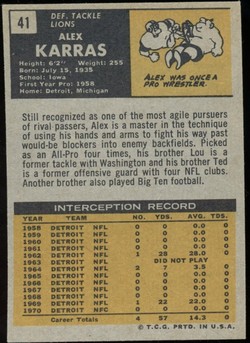 41
DEF. TACKLE
LIONS
ALEX
KARRAS
Height: 6'2" Weight: 255
Born: July 15, 1935
School: Iowa
First Year Pro: 1958
Home: Detroit, Michigan
ALEX WAS ONCE A
PRO WRESTLER.
Still recognized as one of the most agile pursuers
of rival passers, Alex is a master in the technique
of using his hands and arms to fight his way past
would-be blockers into enemy backfields. Picked
as an All-Pro four times, his brother Lou is a
former tackle with Washington and his brother Ted
is a former offensive guard with four NFL clubs.
Another brother also played Big Ten football.
INTERCEPTION RECORD
YEAR TEAM NO. YDS. AV.G. TD'S
1958 DETROIT NFL 0 0 0.0 0
1959 DETROIT NFL 0 0 0.0 0
1960 DETROIT NFL 0 0 0.0 0
1961 DETROIT NFL 0 0 0.0 0
1962 DETROIT NFL 1 28 28.0 0
1963 DETROIT NFL DID NOT PLAY
1964 DETROIT NFL 2 7 3.5 0
1965 DETROIT NFL 0 0 0.0 0
1966 DETROIT NFL 0 0 0.0 0
1967 DETROIT NFL 0 0 0.0 0
1968 DETROIT NFL 0 0 0.0 0
1969 DETROIT NFL 1 22 22.0 0
1970 DETROIT NFC 0 0 0.0 0
Career Totals 4 57 14.3 0
© T.C.G. PRTD. IN U.S.A.